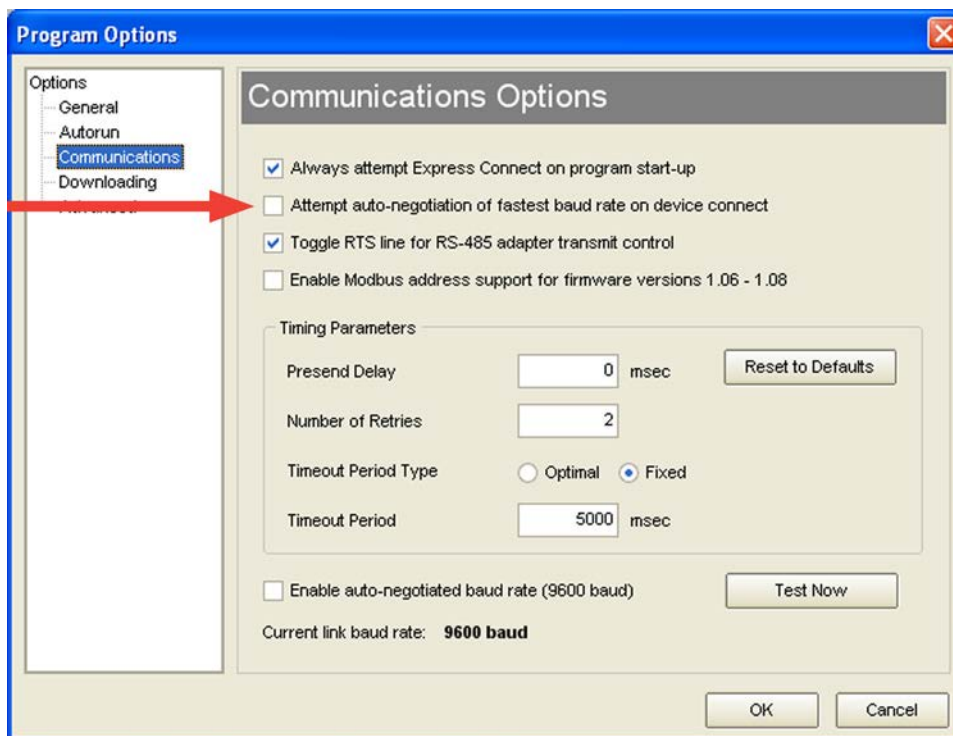 Program Options
Options
General
Autorun
Communications
Downloading
Communications Options
Always attempt Express Connect on program start-up
Attempt auto-negotiation of fastest baud rate on device connect
Toggle RTS line for RS-485 adapter transmit control
Enable Modbus address support for firmware versions 1.06 - 1.08
Timing Parameters
Presend Delay 0 msec Reset to Defaults
Number of Retries 2
Timeout Period Type Optimal Fixed
Timeout Period 5000 msec
Enable auto-negotiated baud rate (9600 baud) Test Now
Current link baud rate: 9600 baud
OK Cancel